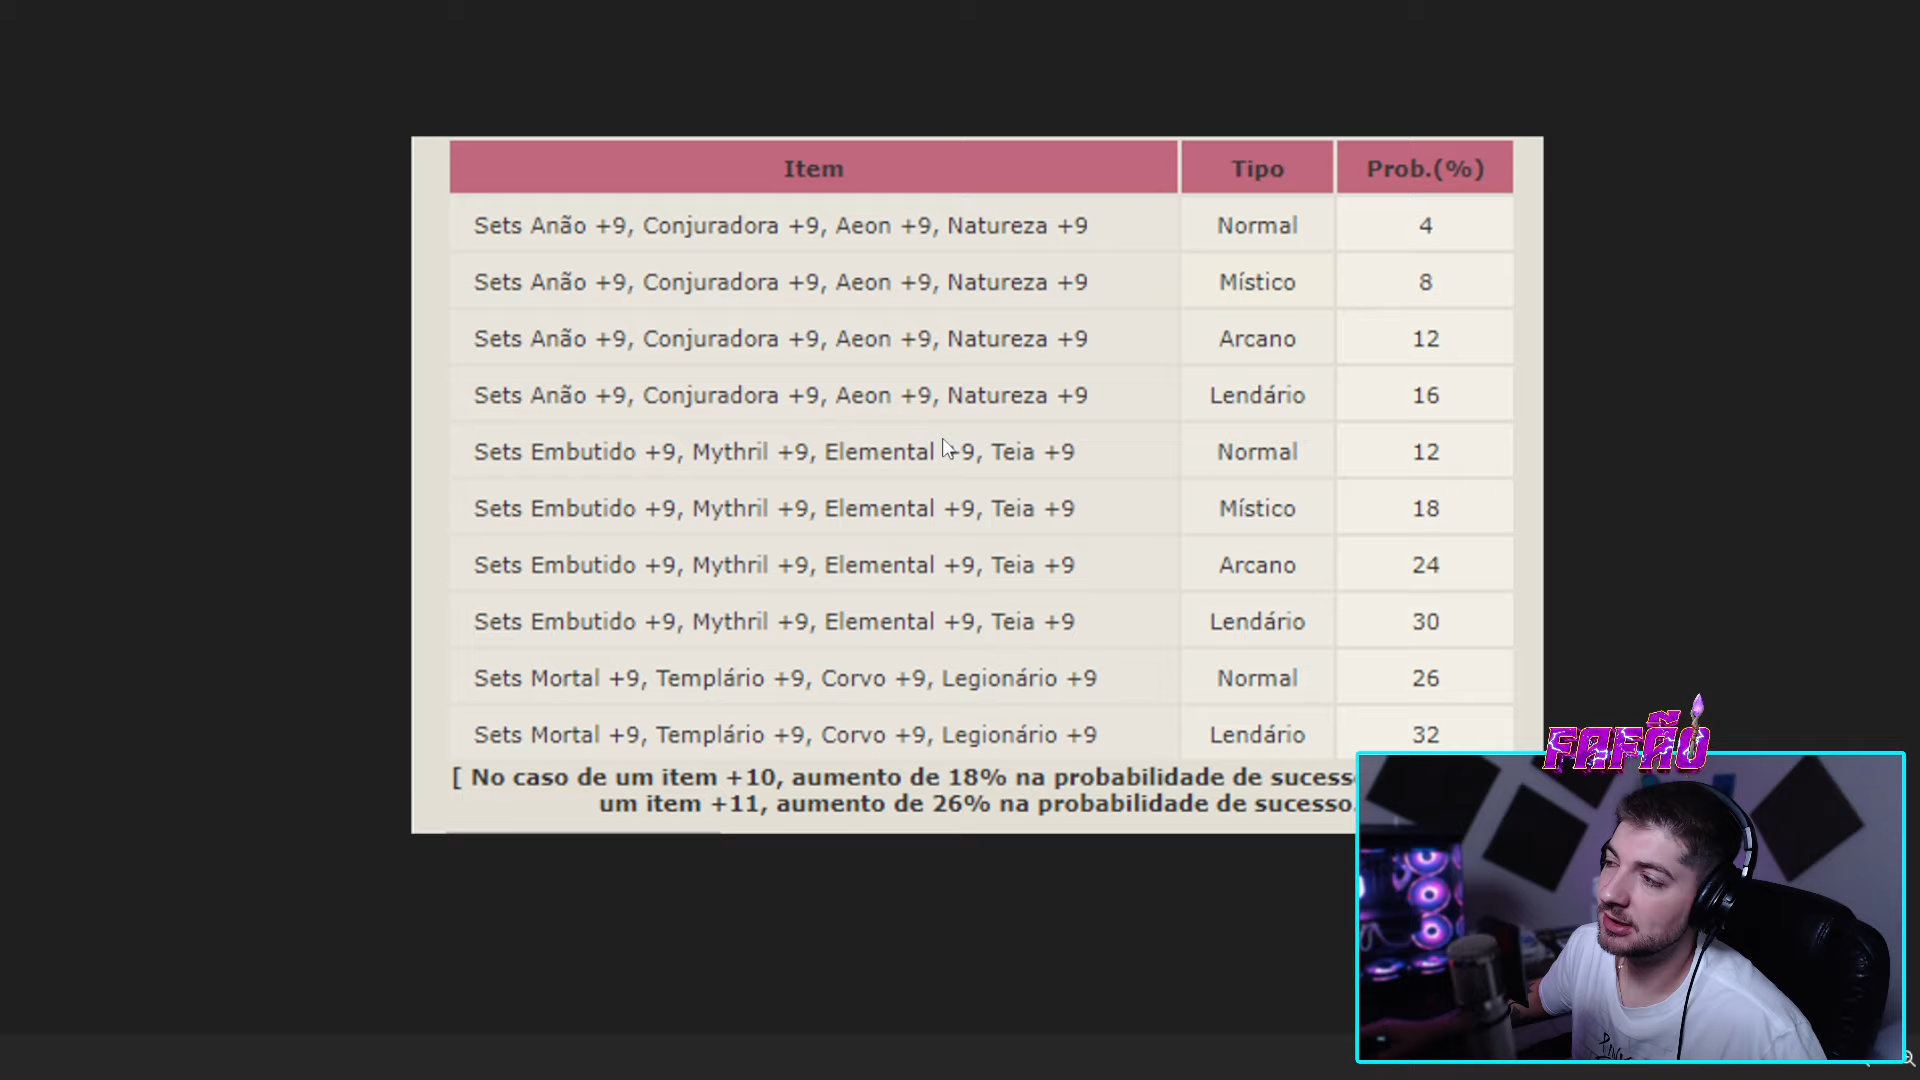 Item Tipo Prob.(%)
Sets Anão +9, Conjuradora +9, Aeon +9, Natureza +9 Normal 4
Sets Anão +9, Conjuradora +9, Aeon +9, Natureza +9 Místico 8
Sets Anão +9, Conjuradora +9, Aeon +9, Natureza +9 Arcano 12
Sets Anão +9, Conjuradora +9, Aeon +9, Natureza +9 Lendário 16
Sets Embutido +9, Mythril +9, Elemental +9, Teia +9 Normal 12
Sets Embutido +9, Mythril +9, Elemental +9, Teia +9 Místico 18
Sets Embutido +9, Mythril +9, Elemental +9, Teia +9 Arcano 24
Sets Embutido +9, Mythril +9, Elemental +9, Teia +9 Lendário 30
Sets Mortal +9, Templário +9, Corvo +9, Legionário +9 Normal 26
Sets Mortal +9, Templário +9, Corvo +9, Legionário +9 Lendário 32
[ No caso de um item +10, aumento de 18% na probabilidade de sucess
um item +11, aumento de 26% na probabilidade de sucesso.
FAFÃO